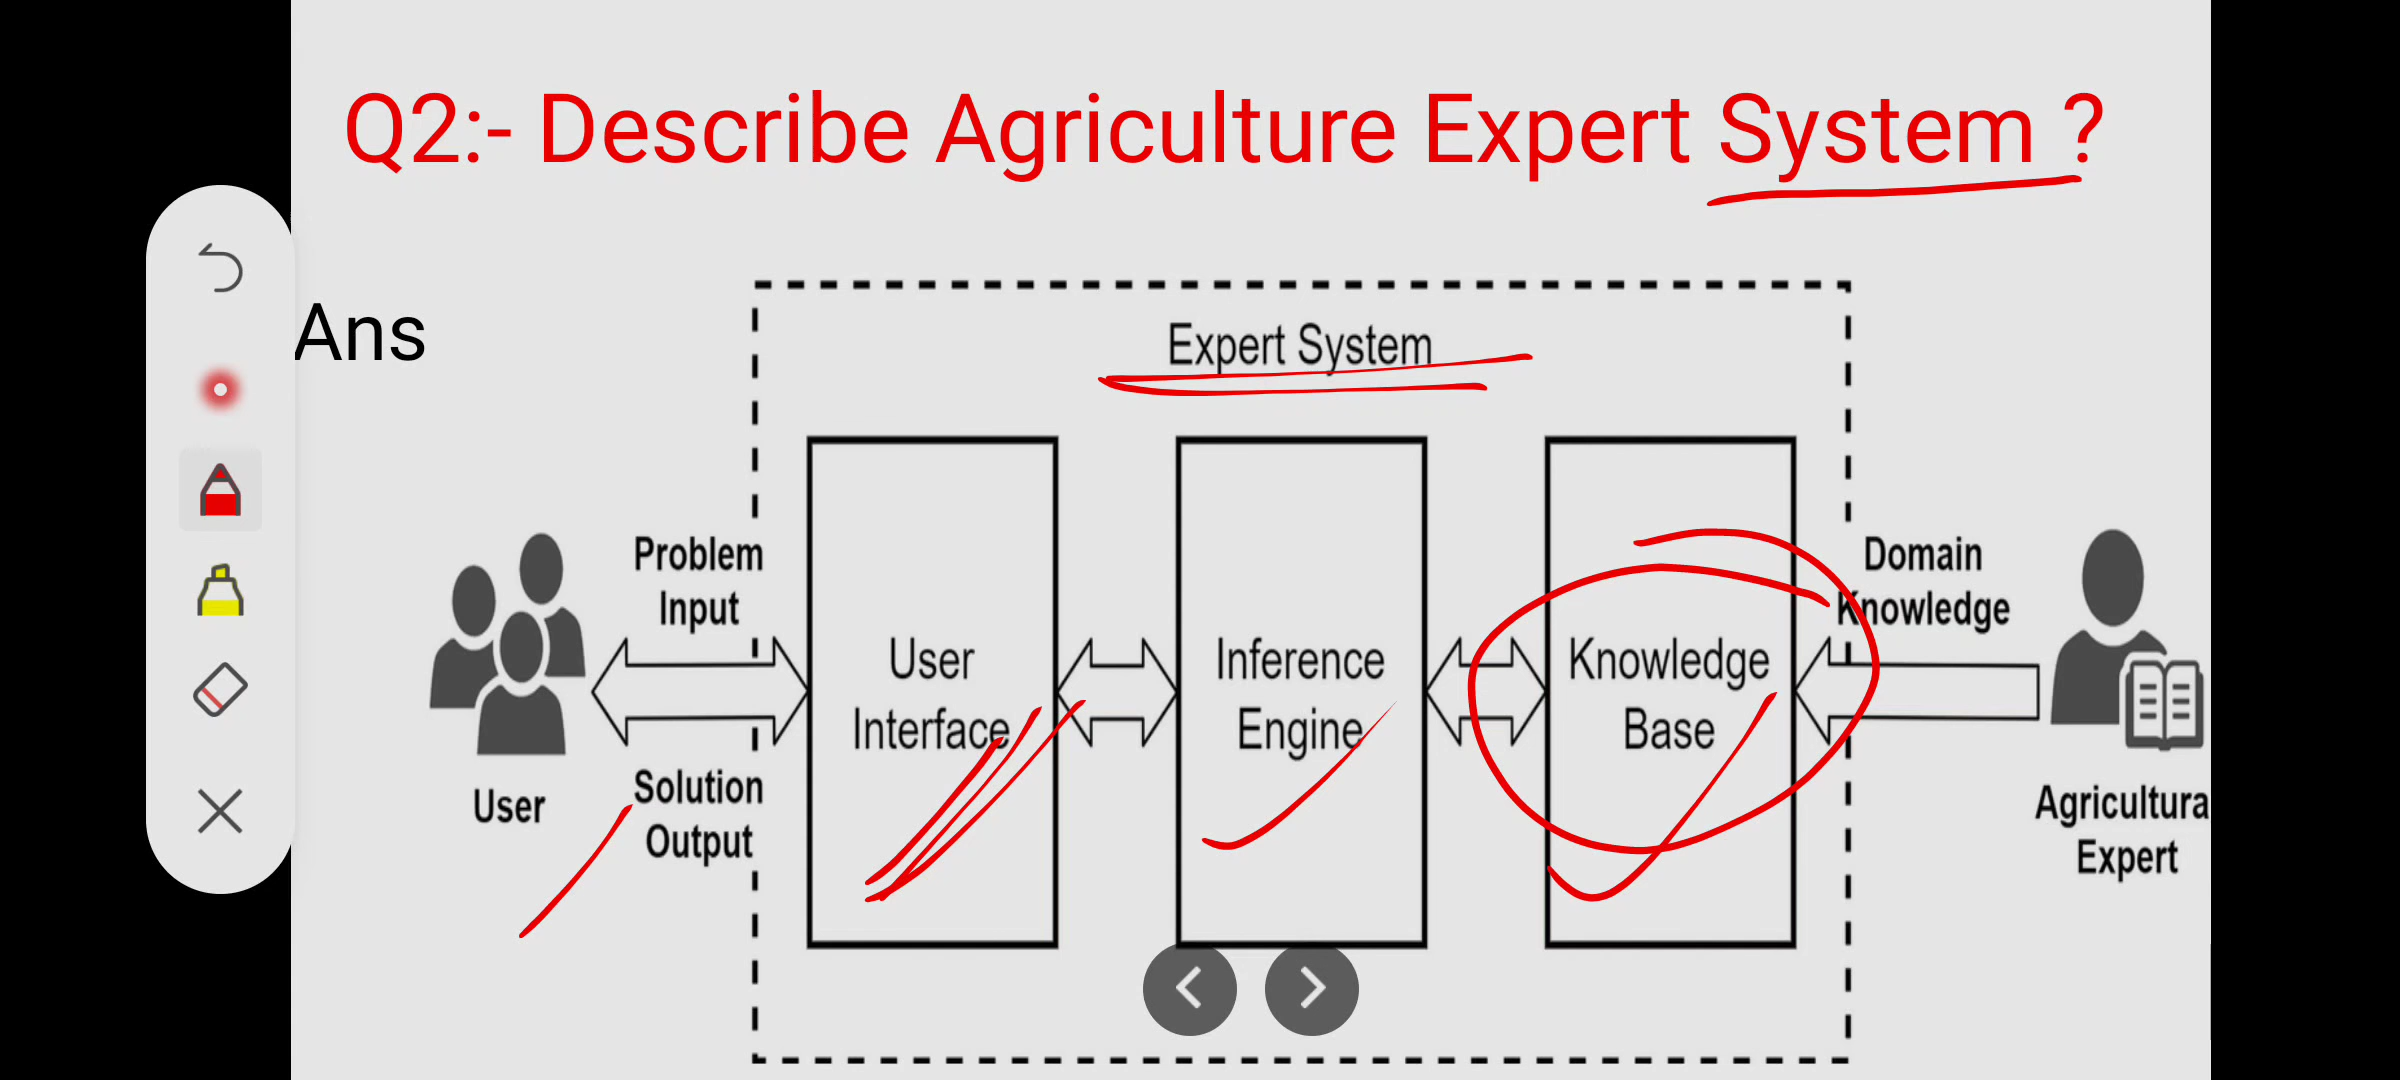 Q2:- Describe Agriculture Expert System ?
Ans
Expert System
Problem
Input
Solution
Output
User
User
Interface
Inference
Engine
Knowledge
Base
Domain
Knowledge
Agricultura
Expert